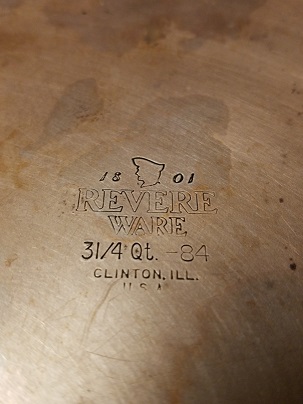 18 01
REVERE
WARE
31/4 Qt. -84
CLINTON, ILL.
U.S.A